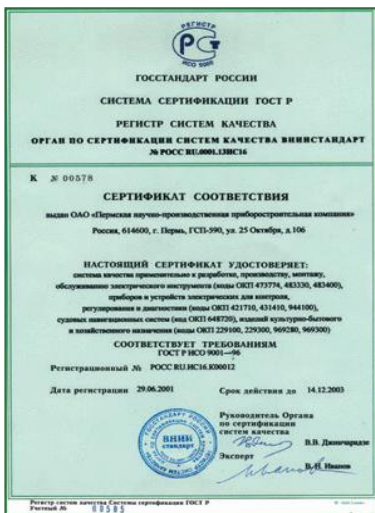 РЕГИСТР
РСТ
ИСО 9000
ГОССТАНДАРТ РОССИИ
СИСТЕМА СЕРТИФИКАЦИИ ГОСТ Р
РЕГИСТР СИСТЕМ КАЧЕСТВА
ОРГАН ПО СЕРТИФИКАЦИИ СИСТЕМ КАЧЕСТВА ВНИИСТАНДАРТ
№ РОСС RU.0001.13ИС16
К № 00578
СЕРТИФИКАТ СООТВЕТСТВИЯ
выдан ОАО «Пермская научно-производственная приборостроительная компания»
Россия, 614600, г. Пермь, ГСП-590, ул. 25 Октября, д.106
НАСТОЯЩИЙ СЕРТИФИКАТ УДОСТОВЕРЯЕТ:
система качества применительно к разработке, производству, монтажу,
обслуживанию электрического инструмента (коды ОКП 473774, 483330, 483400),
приборов и устройств электрических для контроля,
регулирования и диагностики (коды ОКП 421710, 431410, 944100),
судовых навигационных систем (код ОКП 648720), изделий культурно-бытового
и хозяйственного назначения (коды ОКП 229100, 229300, 969280, 969300)
СООТВЕТСТВУЕТ ТРЕБОВАНИЯМ
ГОСТ Р ИСО 9001—96
Регистрационный № РОСС RU.ИС16.К00012
Дата регистрации 29.06.2001 Срок действия до 14.12.2003
Руководитель Органа
по сертификации
систем качества
В.В. Джинчарадзе
ВНИИ
стандарт
Эксперт
В.Н. Иванов
Регистр систем качества Системы сертификации ГОСТ Р
Учетный № 00505